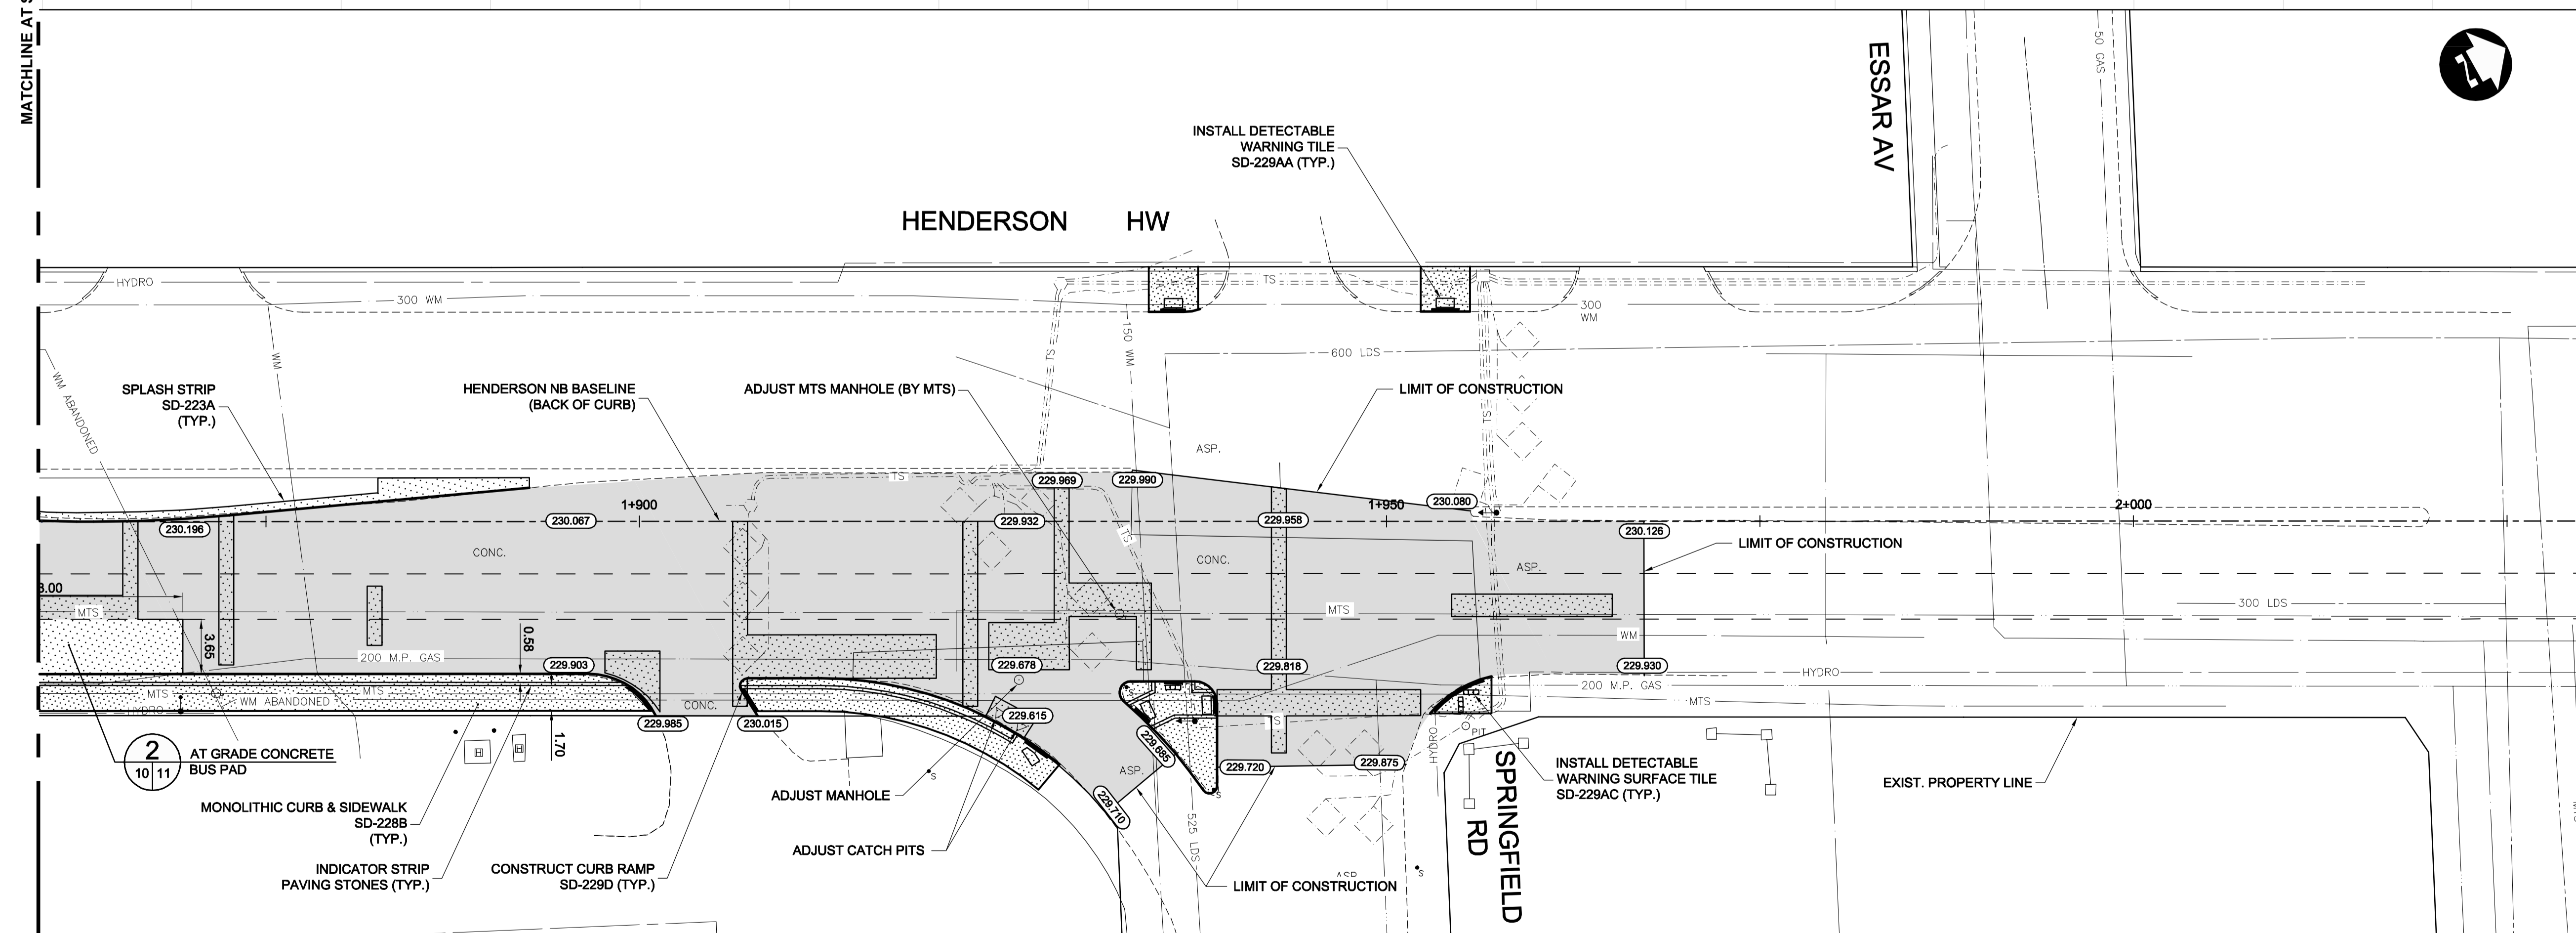 MATCHLINE AT S
ESSAR AV
50 GAS
INSTALL DETECTABLE
WARNING TILE
SD-229AA (TYP.)
HENDERSON HW
HYDRO
300 WM
TS
300
WM
WM
TS
150 WM
600 LDS
WM ABANDONED
SPLASH STRIP
SD-223A
(TYP.)
HENDERSON NB BASELINE
(BACK OF CURB)
ADJUST MTS MANHOLE (BY MTS)
LIMIT OF CONSTRUCTION
TS
ASP.
TS
229.969
229.990
230.080
1+900
1+950
2+000
230.196
230.067
229.932
229.958
230.126
TS
CONC.
CONC.
ASP.
LIMIT OF CONSTRUCTION
3.00
MTS
MTS
300 LDS
3.65
0.58
WM
200 M.P. GAS
229.903
229.678
229.818
229.930
HYDRO
200 M.P. GAS
MTS
MTS
MTS
WM ABANDONED
HYDRO
CONC.
229.985
230.015
229.615
TS
HYDRO
PIT
1.70
2
10 11
AT GRADE CONCRETE
BUS PAD
H
H
229.685
229.720
229.875
ASP.
S
S
SPRINGFIELD
RD
INSTALL DETECTABLE
WARNING SURFACE TILE
SD-229AC (TYP.)
EXIST. PROPERTY LINE
ADJUST MANHOLE
229.710
MONOLITHIC CURB & SIDEWALK
SD-228B
(TYP.)
525 LDS
ADJUST CATCH PITS
INDICATOR STRIP
PAVING STONES (TYP.)
CONSTRUCT CURB RAMP
SD-229D (TYP.)
ASP
S
LIMIT OF CONSTRUCTION